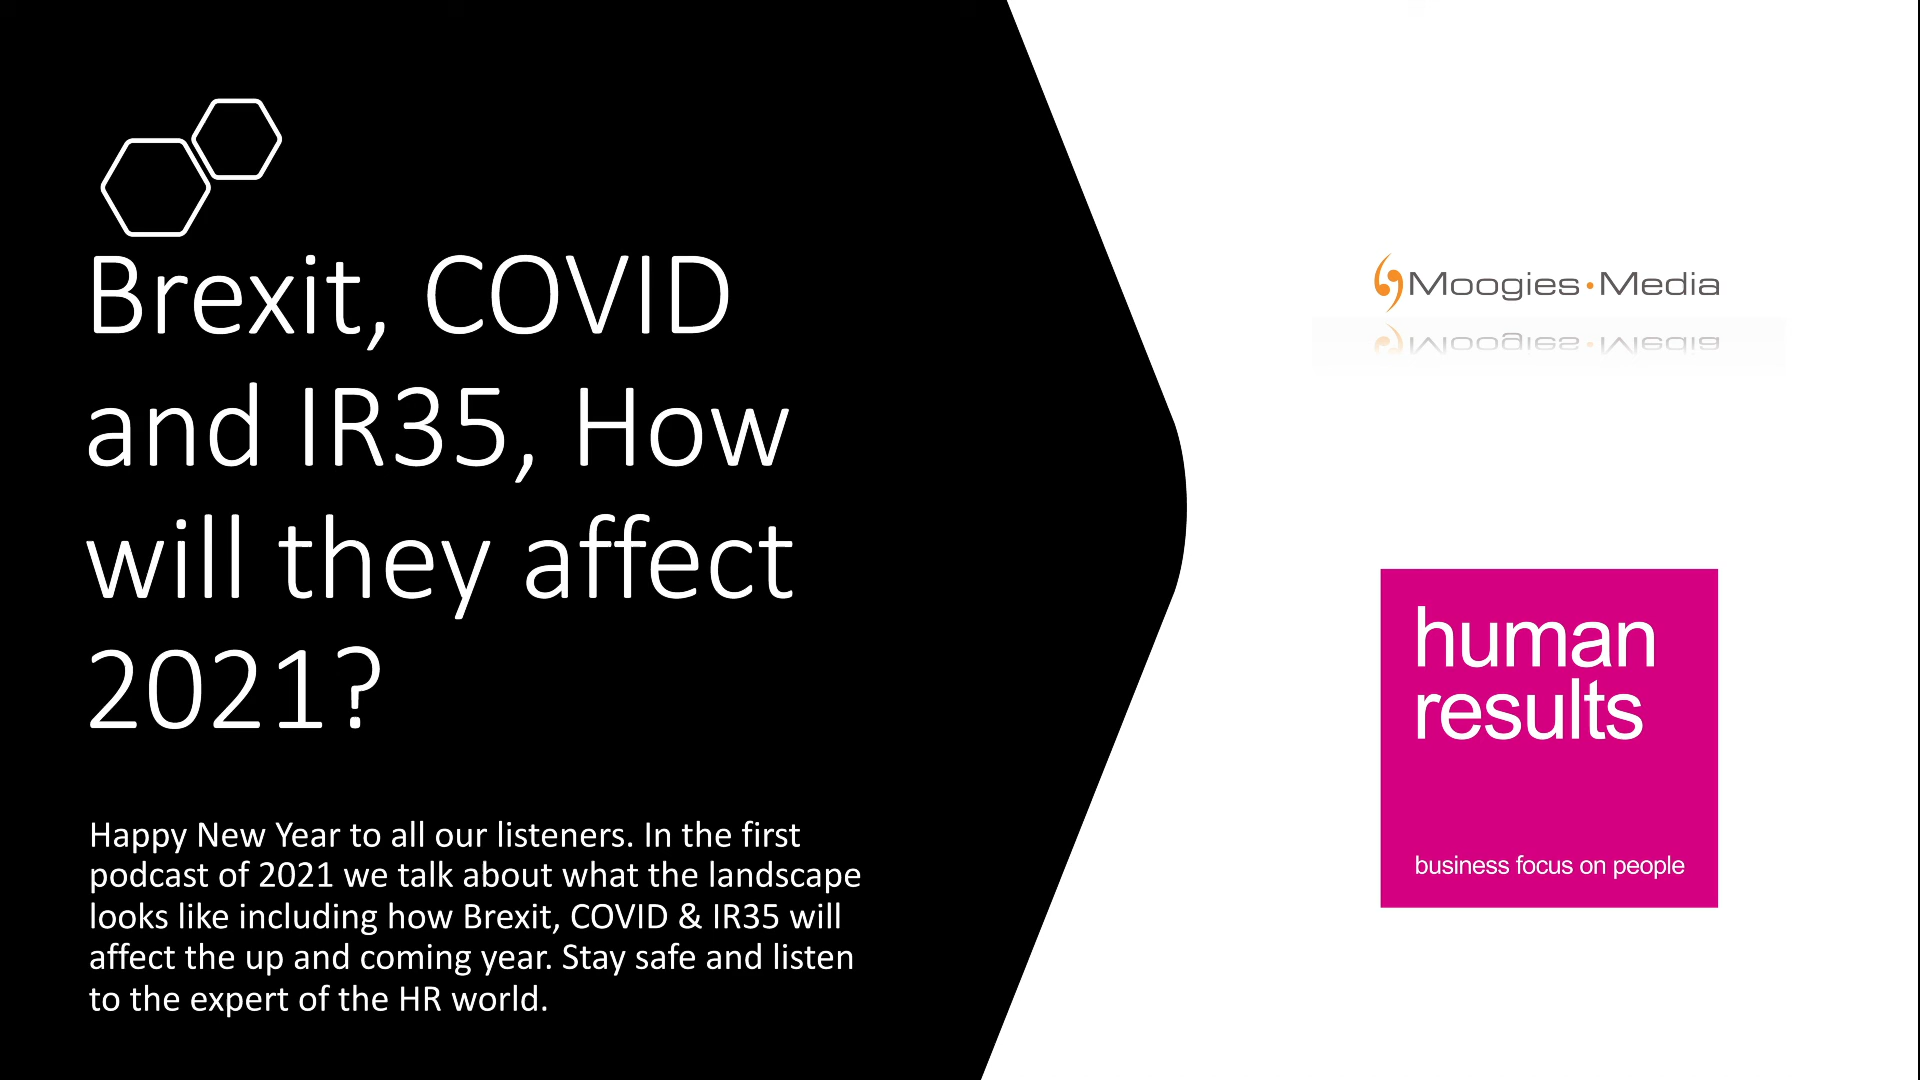 Brexit, COVID
and IR35, How
will they affect
2021?
Happy New Year to all our listeners. In the first
podcast of 2021 we talk about what the landscape
looks like including how Brexit, COVID & IR35 will
affect the up and coming year. Stay safe and listen
to the expert of the HR world.
Moogies•Media
human
results
business focus on people